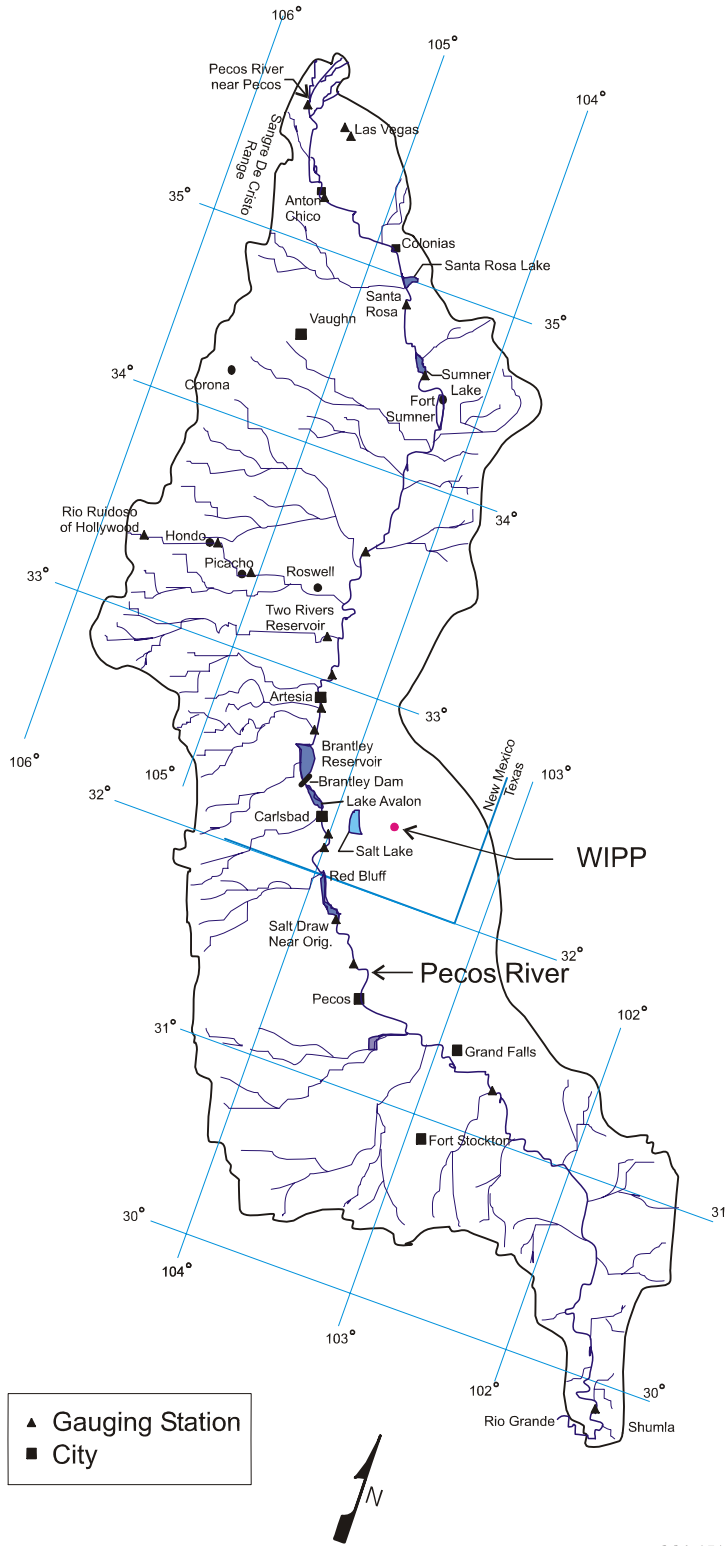 106°
105°
104°
Pecos River
near Pecos
Las Vegas
Sangre De Cristo
Range
35°
Anton
Chico
Colonias
Santa Rosa Lake
Santa
Rosa
35°
Vaughn
34°
Corona
Sumner
Lake
Fort
Sumner
34°
Rio Ruidoso
of Hollywood
Hondo
Picacho
Roswell
33°
Two Rivers
Reservoir
Artesia
33°
106°
105°
Brantley
Reservoir
New Mexico
Texas
103°
Brantley Dam
32°
Lake Avalon
Carlsbad
Salt Lake
WIPP
Red Bluff
Salt Draw
Near Orig.
32°
Pecos River
Pecos
31°
102°
Grand Falls
Fort Stockton
31
30°
104°
103°
102°
30°
Rio Grande
Shumla
Gauging Station
City
N